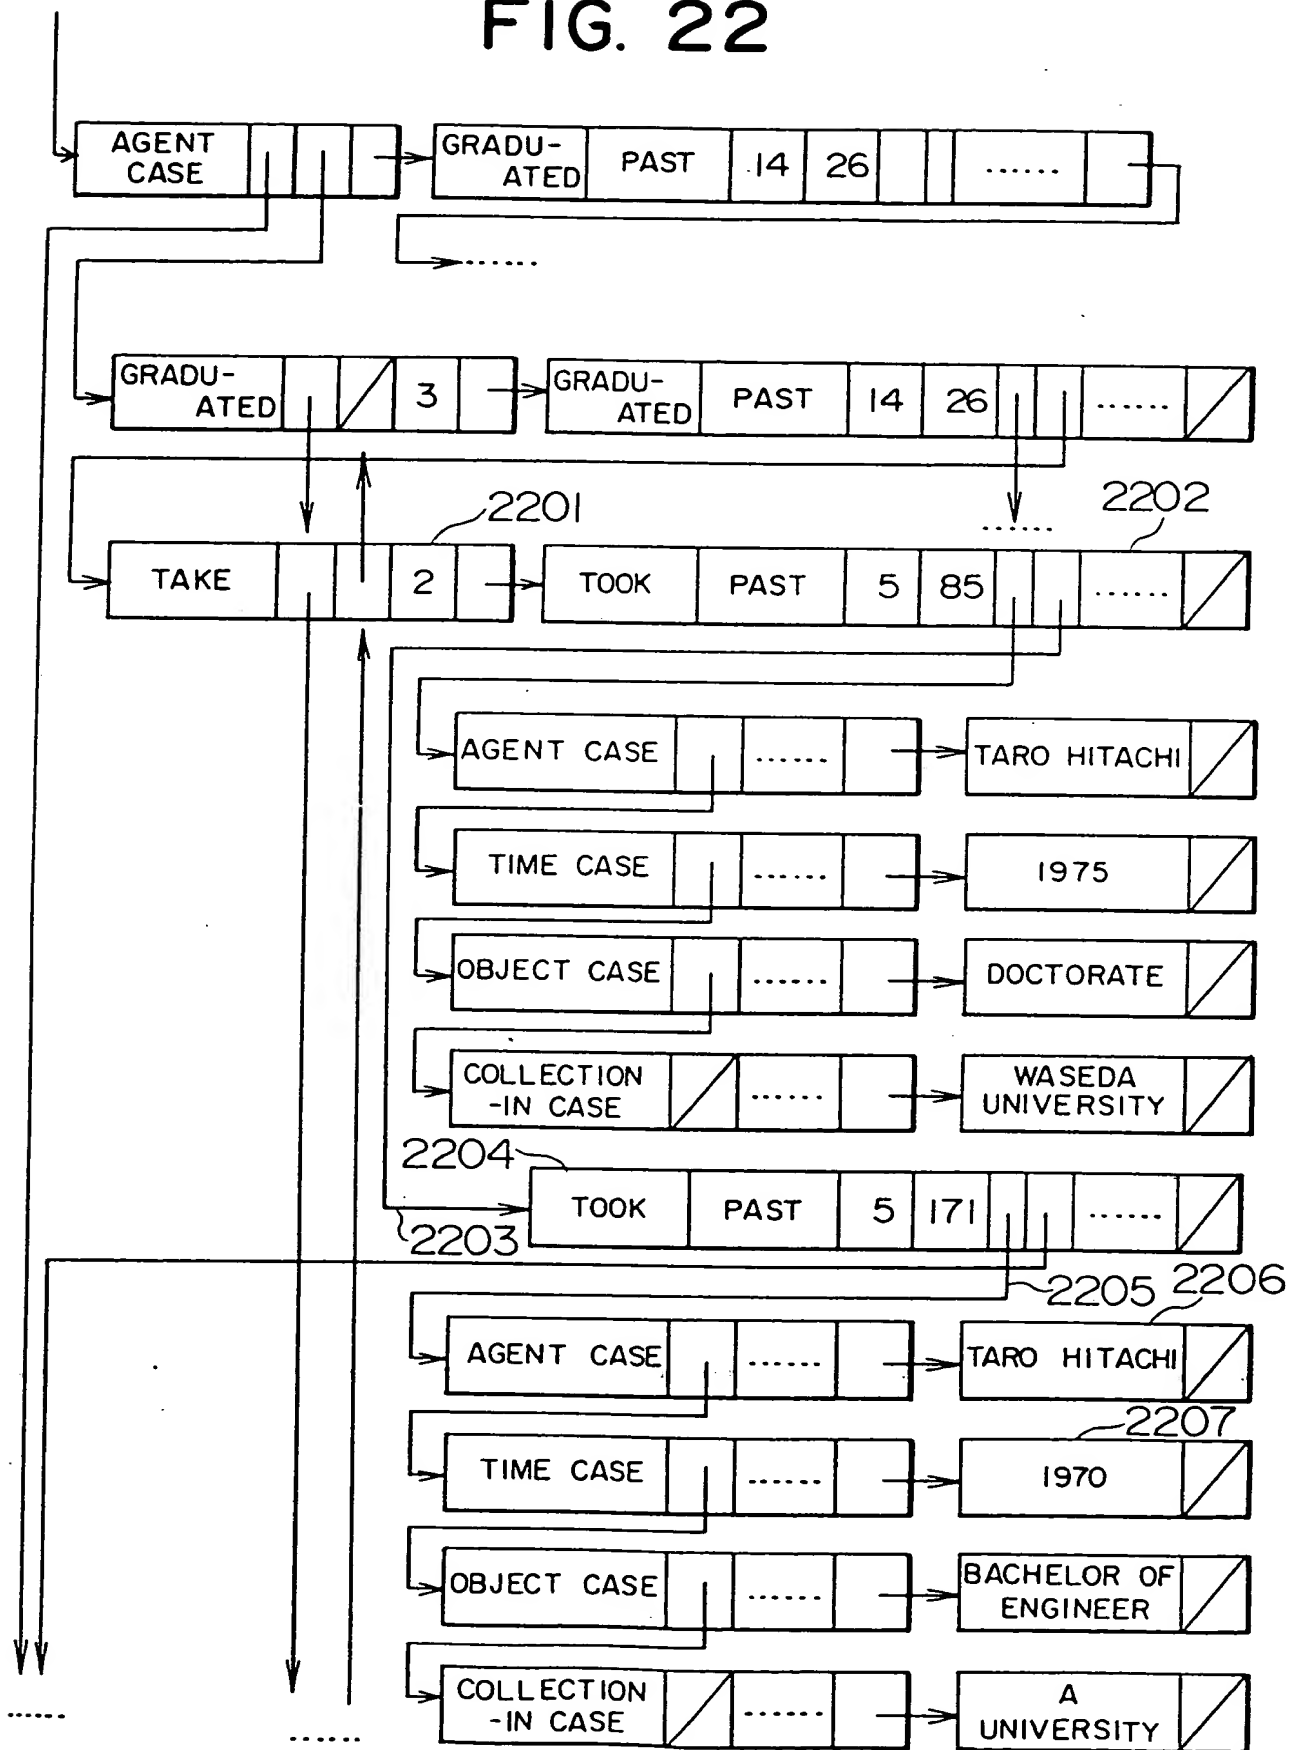 FIG. 22
AGENT
CASE
GRADU-
ATED
PAST
14
26
......
......
GRADU-
ATED
3
GRADU-
ATED
PAST
14
26
......
......
2201
2202
TAKE
2
TOOK
PAST
5
85
......
AGENT CASE
......
TARO HITACHI
TIME CASE
......
1975
OBJECT CASE
......
DOCTORATE
COLLECTION
-IN CASE
......
WASEDA
UNIVERSITY
2204
TOOK
PAST
5
171
......
2203
2205
2206
AGENT CASE
......
TARO HITACHI
2207
TIME CASE
......
1970
OBJECT CASE
......
BACHELOR OF
ENGINEER
COLLECTION
-IN CASE
......
A
UNIVERSITY
......
......